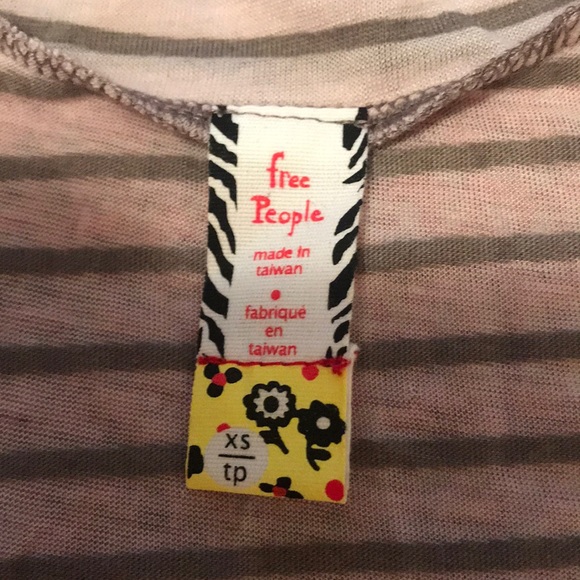 free
People
made in
taiwan
fabriqué
en
taiwan
xs
tp